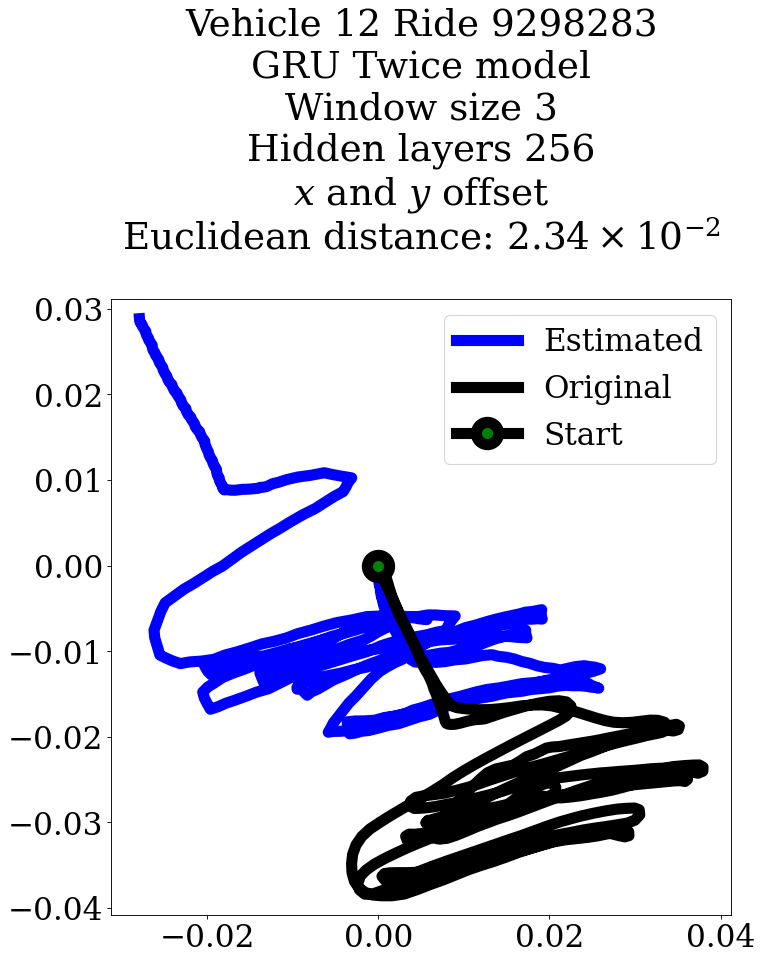 Vehicle 12 Ride 9298283
GRU Twice model
Window size 3
Hidden layers 256
x and y offset
Euclidean distance: 2.34 × 10⁻²
Estimated
Original
Start
0.03
0.02
0.01
0.00
−0.01
−0.02
−0.03
−0.04
−0.02 0.00 0.02 0.04